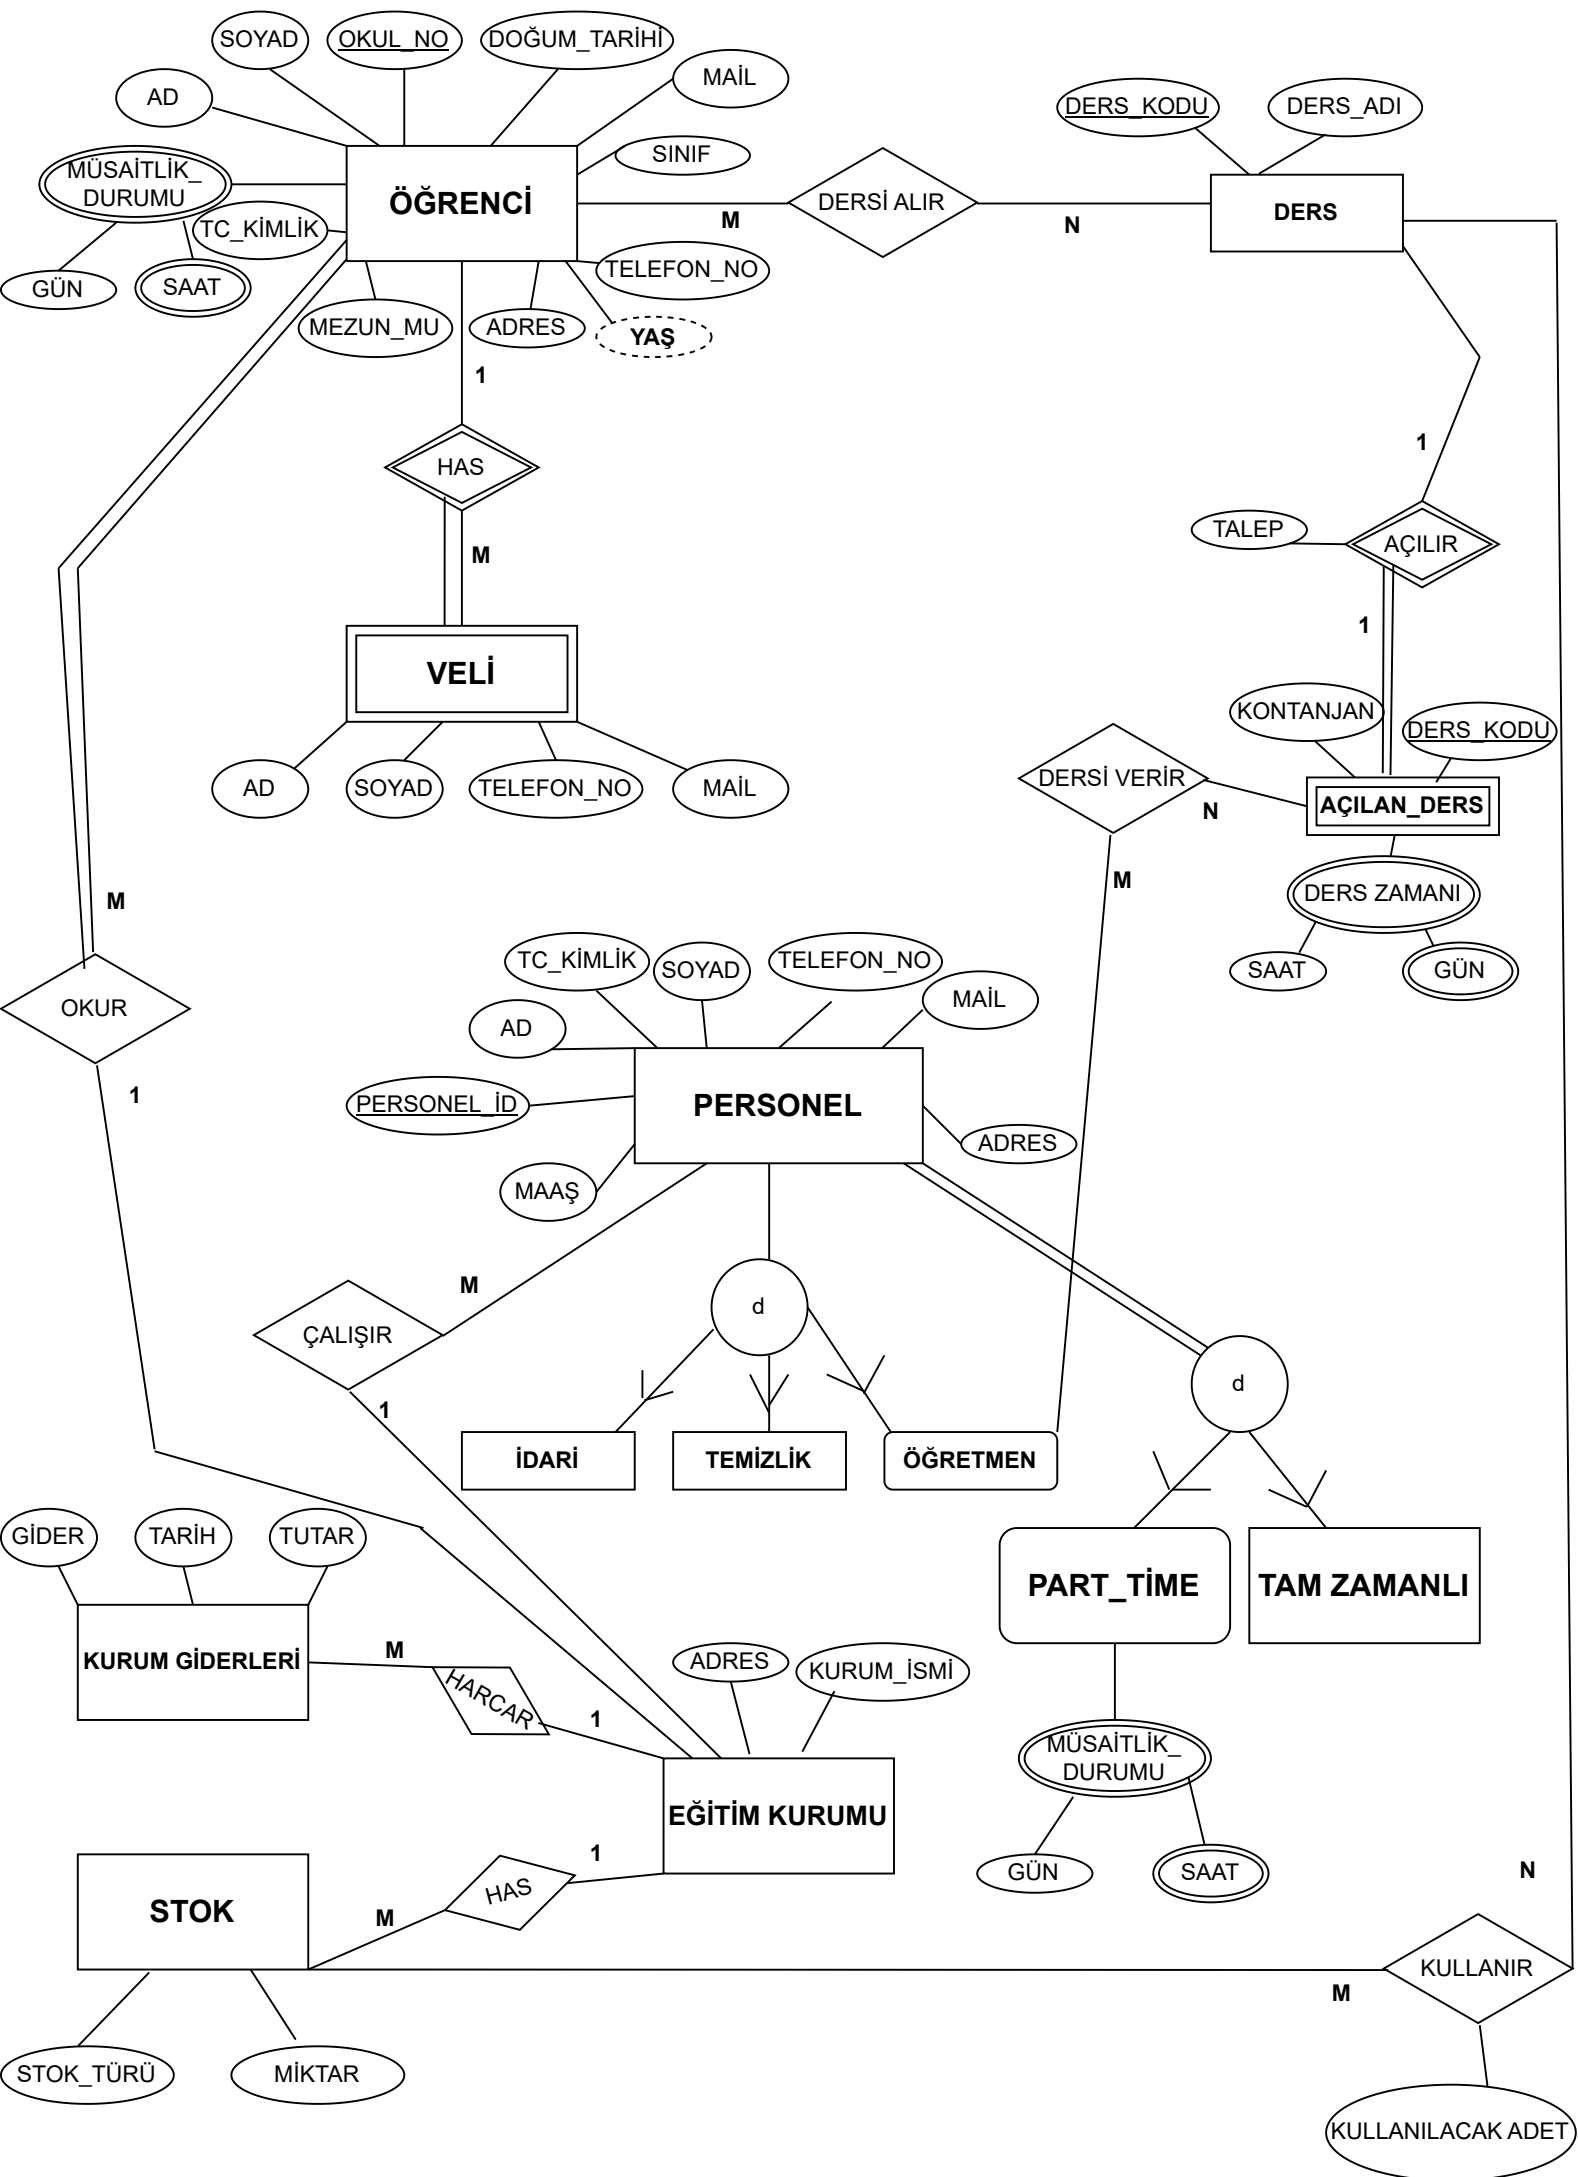 SOYAD
OKUL_NO
DOĞUM_TARİHİ
MAİL
AD
DERS_KODU
DERS_ADI
SINIF
MÜSAİTLİK_
DURUMU
ÖĞRENCİ
DERSİ ALIR
DERS
M
N
TC_KİMLİK
TELEFON_NO
GÜN
SAAT
MEZUN_MU
ADRES
YAŞ
1
1
HAS
TALEP
AÇILIR
M
1
VELİ
KONTANJAN
DERS_KODU
AD
SOYAD
TELEFON_NO
MAİL
DERSİ VERİR
N
AÇILAN_DERS
M
M
DERS ZAMANI
SAAT
GÜN
TC_KİMLİK
SOYAD
TELEFON_NO
MAİL
AD
OKUR
1
PERSONEL_İD
PERSONEL
ADRES
MAAŞ
M
ÇALIŞIR
d
d
1
İDARİ
TEMİZLİK
ÖĞRETMEN
GİDER
TARİH
TUTAR
PART_TİME
TAM ZAMANLI
KURUM GİDERLERİ
M
HARCAR
1
ADRES
KURUM_İSMİ
MÜSAİTLİK_
DURUMU
EĞİTİM KURUMU
1
GÜN
SAAT
N
STOK
M
HAS
KULLANIR
M
STOK_TÜRÜ
MİKTAR
KULLANILACAK ADET